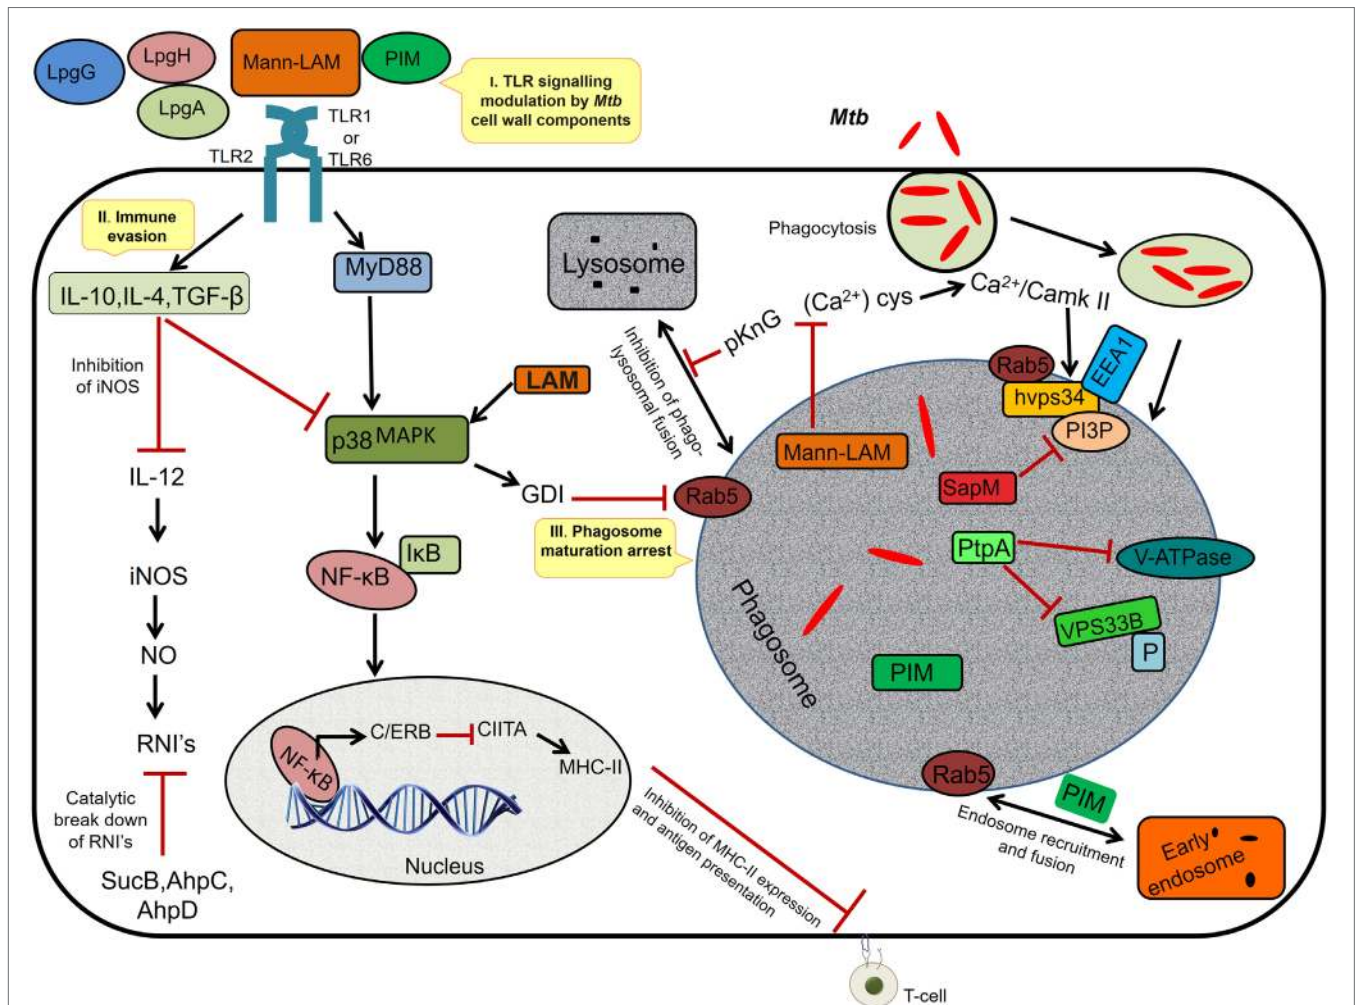 LpgG
LpgH
LpgA
Mann-LAM
PIM
I. TLR signalling
modulation by Mtb
cell wall components
TLR1
or
TLR6
TLR2
Mtb
II. Immune
evasion
IL-10,IL-4,TGF-β
MyD88
Lysosome
Phagocytosis
Inhibition of phago-
lysosomal fusion
pKnG
(Ca²⁺) cys
Ca²⁺/Camk II
Inhibition
of iNOS
LAM
p38 MAPK
Rab5
hvps34
EEA1
PI3P
Mann-LAM
SapM
IL-12
GDI
Rab5
III. Phagosome
maturation arrest
PtpA
V-ATPase
VPS33B
P
iNOS
NF-κB
IκB
Phagosome
PIM
NO
RNI's
C/ERB
CIITA
MHC-II
NF-κB
Nucleus
Catalytic
break down
of RNI's
SucB,AhpC,
AhpD
Inhibition of MHC-II expression
and antigen presentation
Rab5
PIM
Endosome recruitment
and fusion
Early
endosome
T-cell